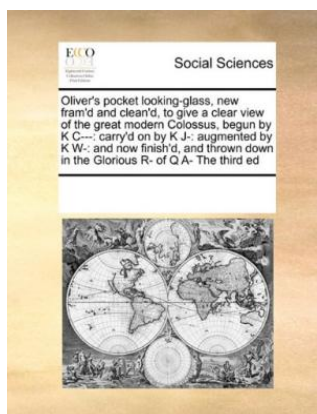 ECCO
Social Sciences
Oliver's pocket looking-glass, new
fram'd and clean'd, to give a clear view
of the great modern Colossus, begun by
K C---: carry'd on by K J-: augmented by
K W-: and now finish'd, and thrown down
in the Glorious R- of Q A- The third ed